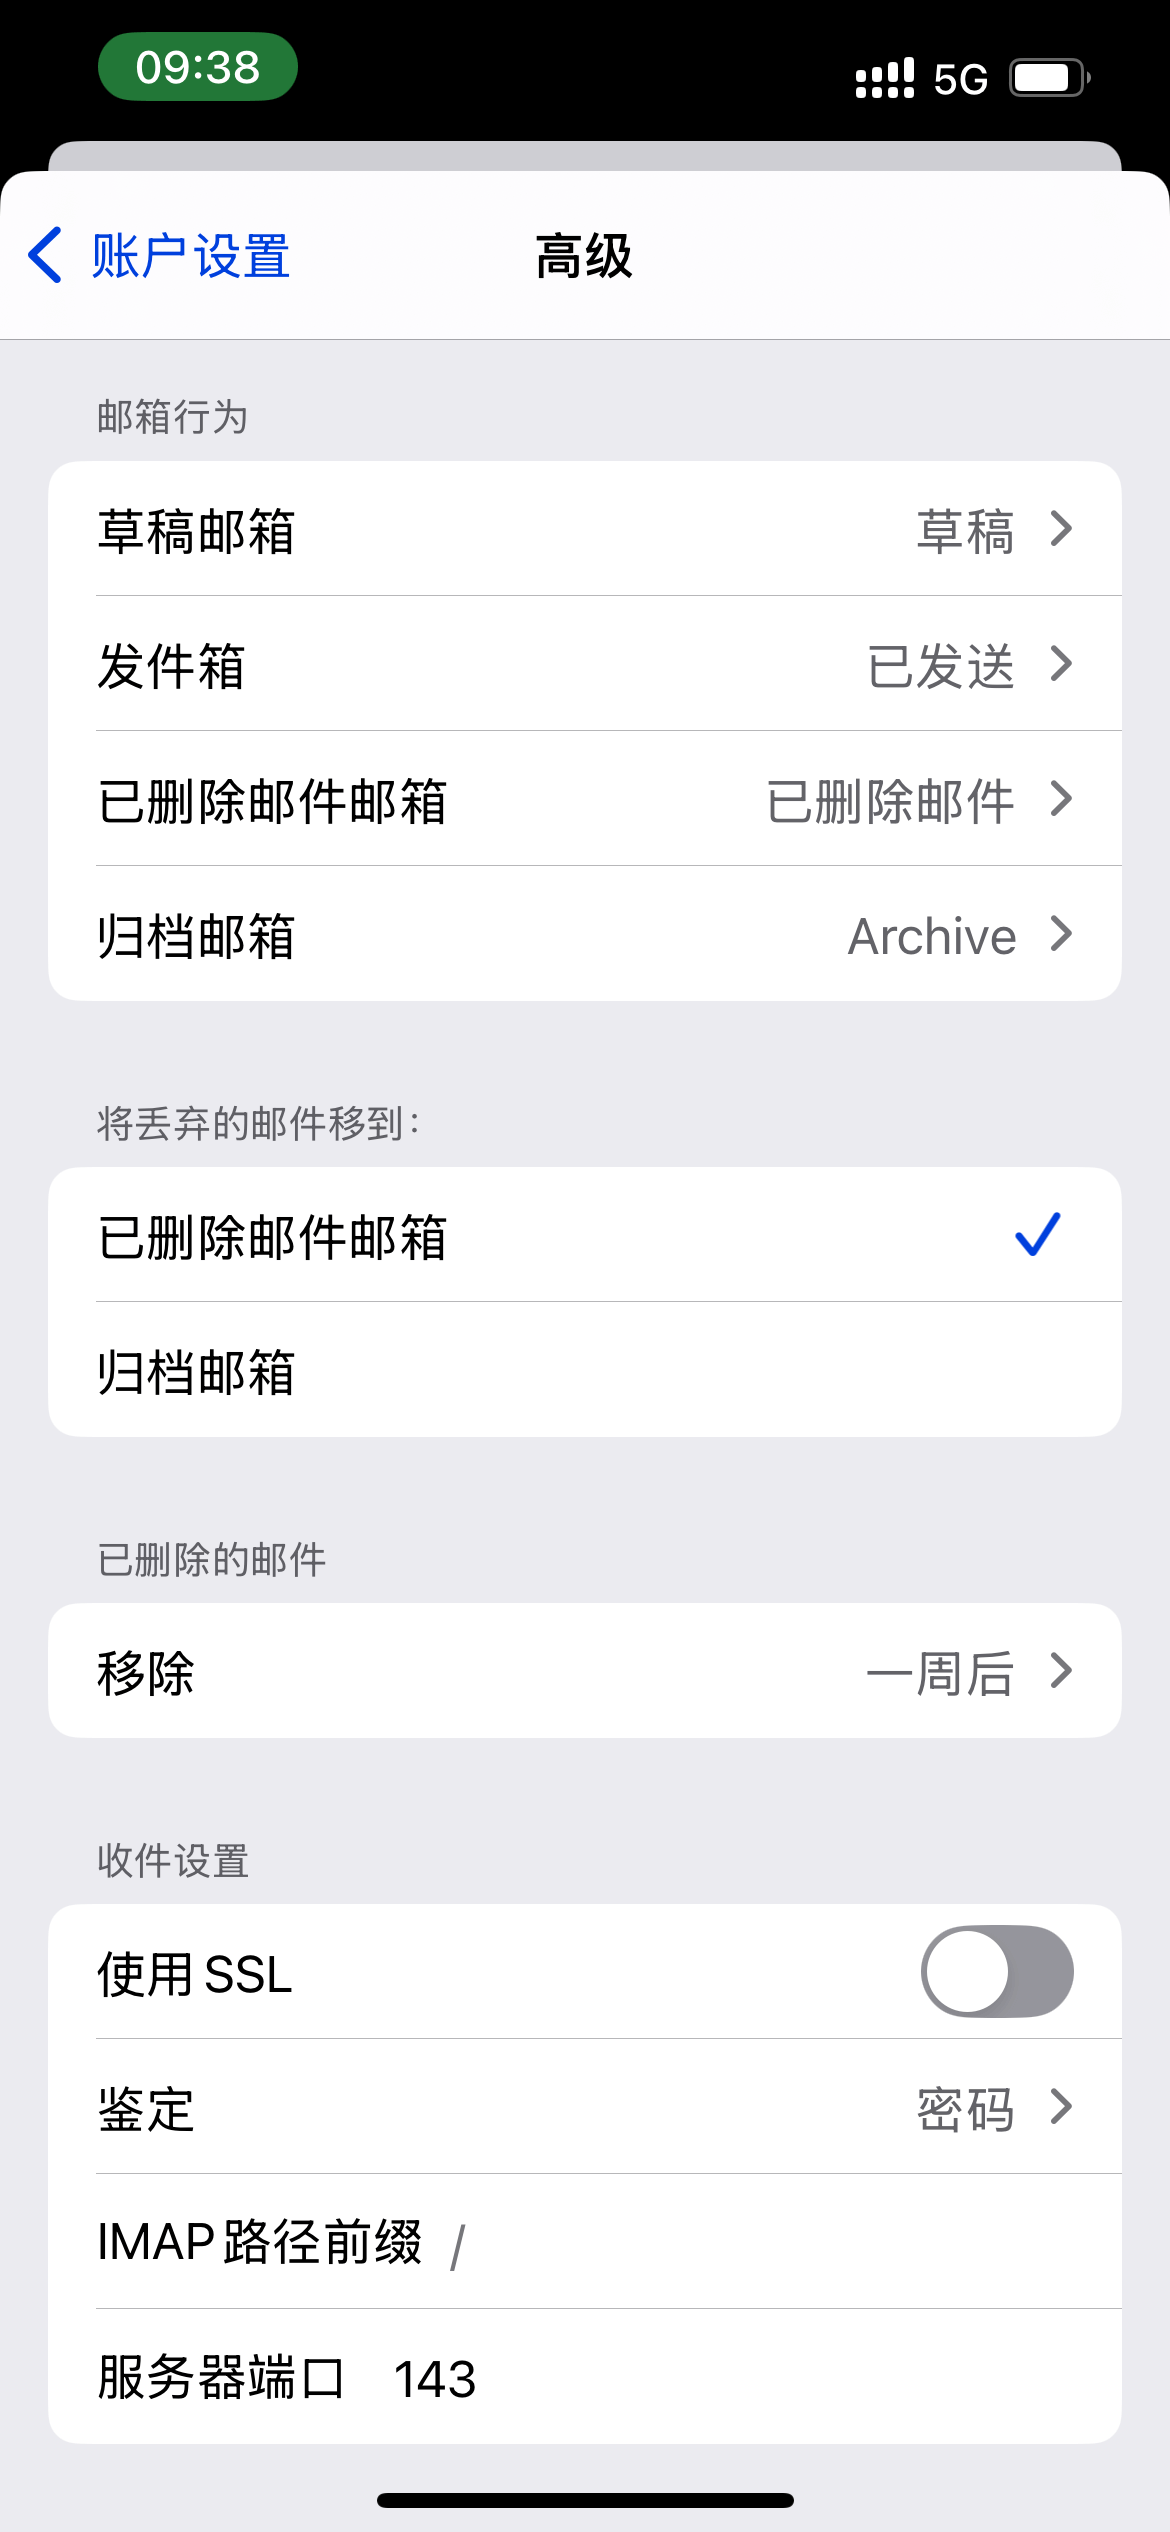 09:38
5G
账户设置
高级
邮箱行为
草稿邮箱 草稿
发件箱 已发送
已删除邮件邮箱 已删除邮件
归档邮箱 Archive
将丢弃的邮件移到：
已删除邮件邮箱
归档邮箱
已删除的邮件
移除 一周后
收件设置
使用 SSL
鉴定 密码
IMAP 路径前缀 /
服务器端口 143